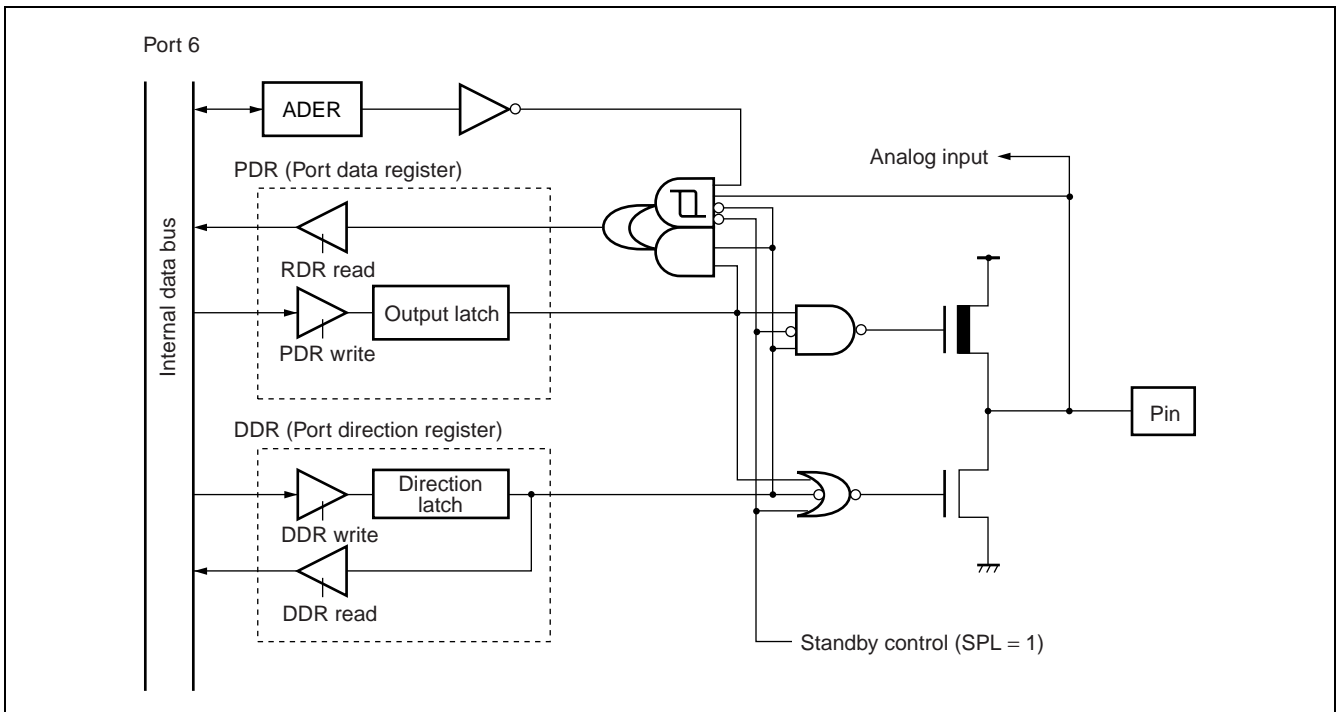 Port 6
ADER
Analog input
PDR (Port data register)
RDR read
Output latch
PDR write
Internal data bus
Pin
DDR (Port direction register)
Direction
latch
DDR write
DDR read
Standby control (SPL = 1)